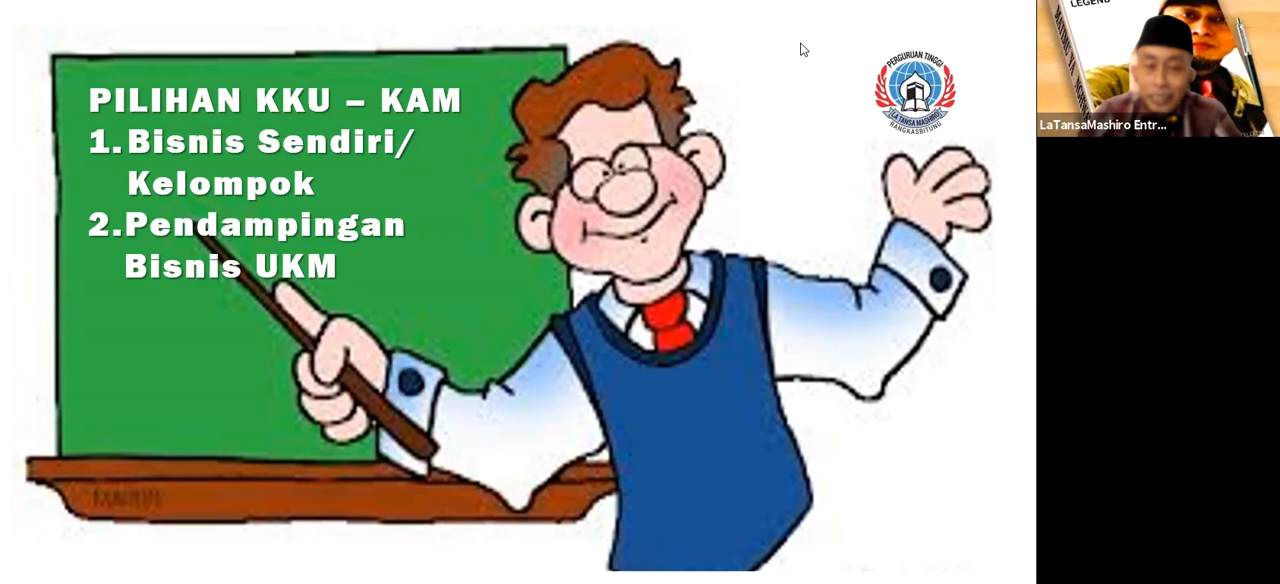 PILIHAN KKU – KAM
1. Bisnis Sendiri/
Kelompok
2. Pendampingan
Bisnis UKM
PERGURUAN TINGGI
LA TANSA MASHIRO
RANGKASBITUNG
LEGEND
LaTansaMashiro Entr...